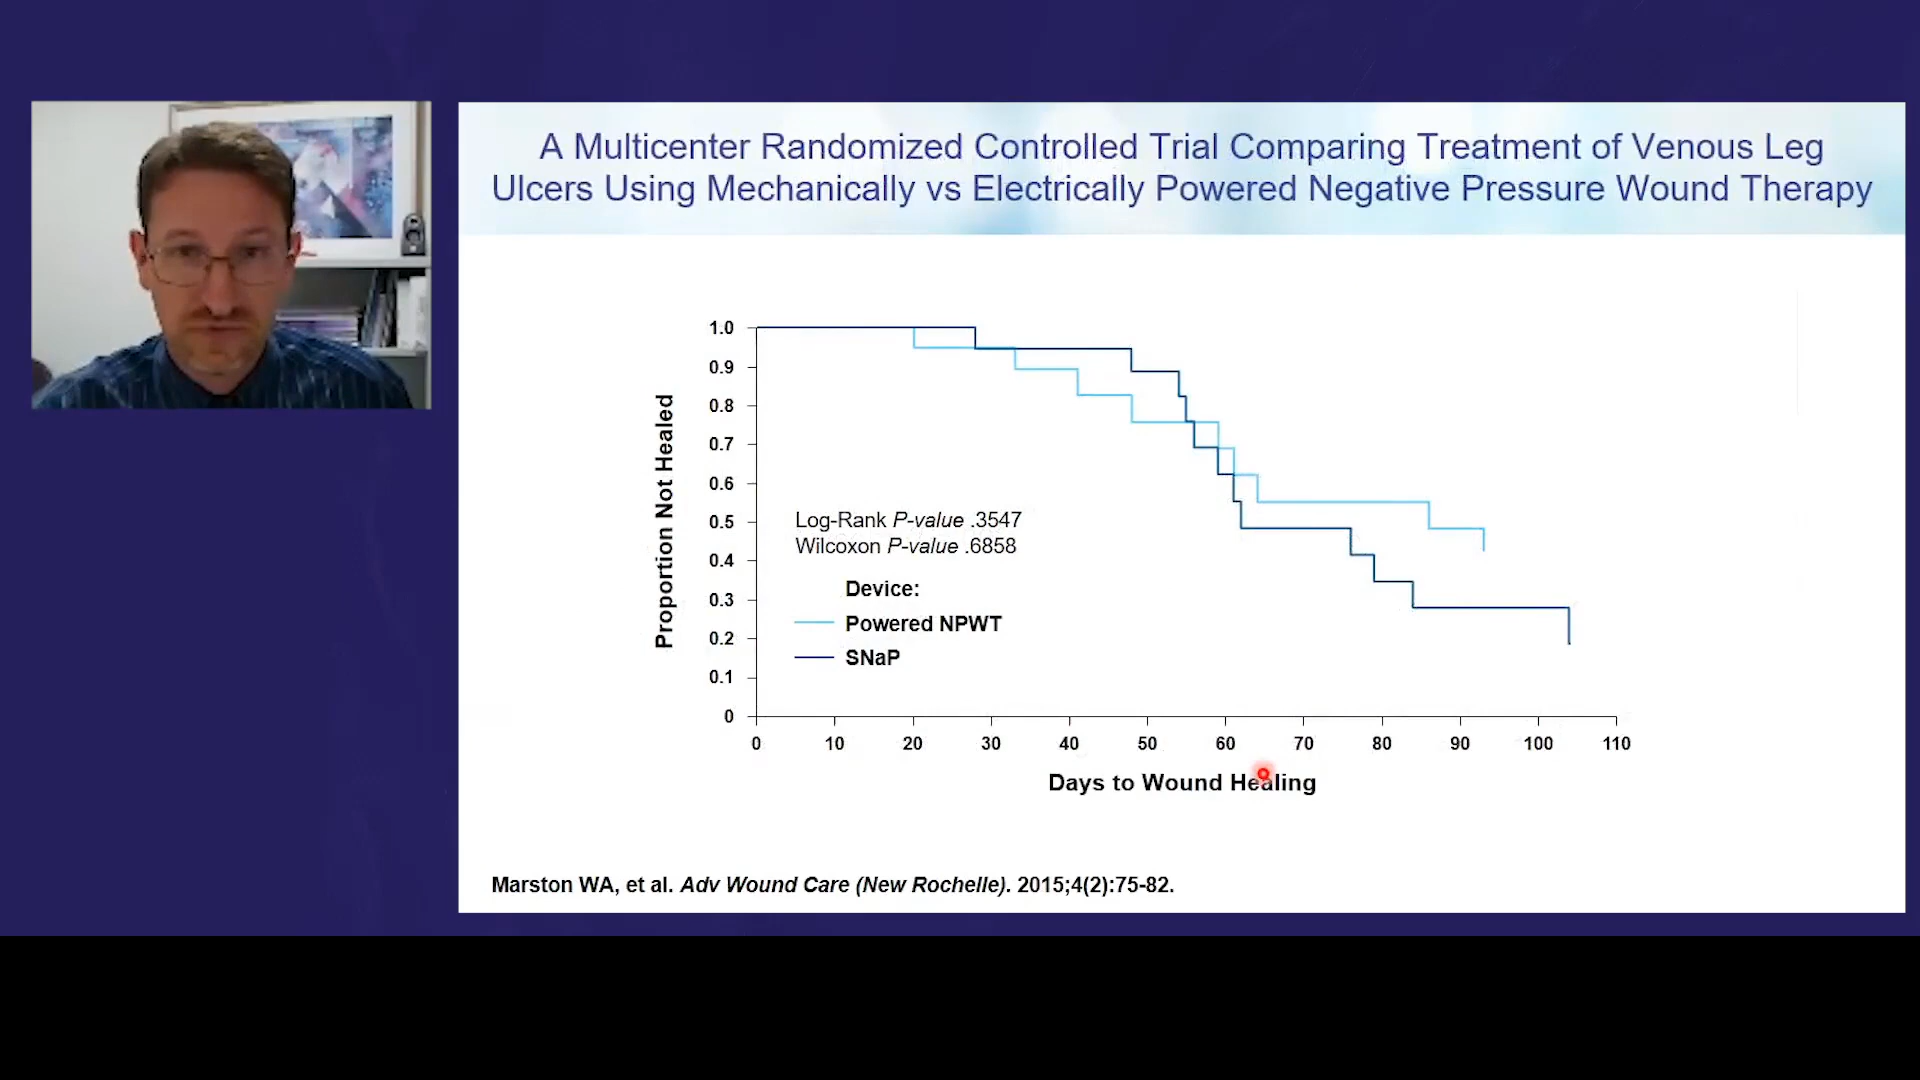 A Multicenter Randomized Controlled Trial Comparing Treatment of Venous Leg
Ulcers Using Mechanically vs Electrically Powered Negative Pressure Wound Therapy
1.0
0.9
0.8
0.7
0.6
0.5
0.4
0.3
0.2
0.1
0
Proportion Not Healed
Log-Rank P-value .3547
Wilcoxon P-value .6858
Device:
Powered NPWT
SNaP
0 10 20 30 40 50 60 70 80 90 100 110
Days to Wound Healing
Marston WA, et al. Adv Wound Care (New Rochelle). 2015;4(2):75-82.